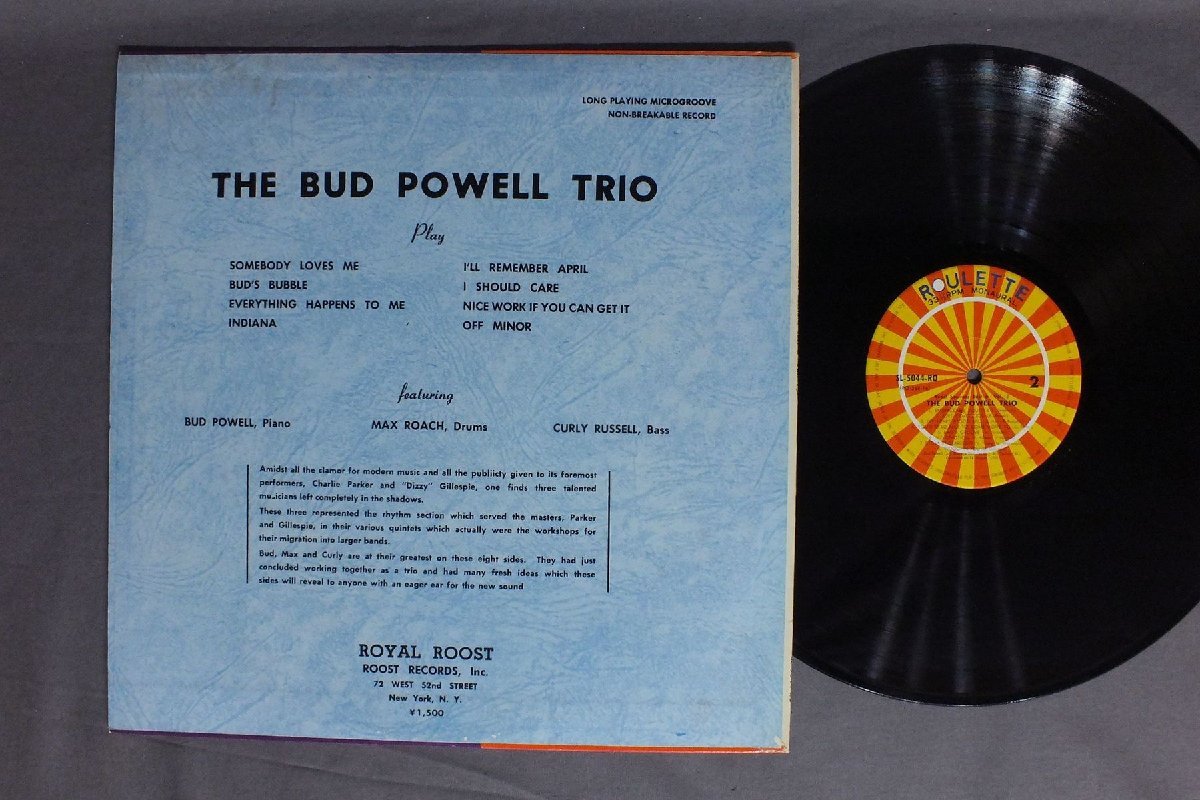 LONG PLAYING MICROGROOVE
NON-BREAKABLE RECORD
THE BUD POWELL TRIO
Play
SOMEBODY LOVES ME
BUD'S BUBBLE
EVERYTHING HAPPENS TO ME
INDIANA
I'LL REMEMBER APRIL
I SHOULD CARE
NICE WORK IF YOU CAN GET IT
OFF MINOR
featuring
BUD POWELL, Piano
MAX ROACH, Drums
CURLY RUSSELL, Bass
Amidst all the clamor for modern music and all the publiicty given to its foremost
performers, Charlie Parker and "Dizzy" Gillespie, one finds three talented
musicians left completely in the shadows.
These three represented the rhythm section which served the masters, Parker
and Gillespie, in their various quintets which actually were the workshops for
their migration into larger bands.
Bud, Max and Curly are at their greatest on these eight sides. They had just
concluded working together as a trio and had many fresh ideas which these
sides will reveal to anyone with an eager ear for the new sound
ROYAL ROOST
ROOST RECORDS, Inc.
72 WEST 52nd STREET
New York, N. Y.
¥1,500
ROULETTE
33 RPM MONAURAL
SL-5044-RO
2
THE BUD POWELL TRIO